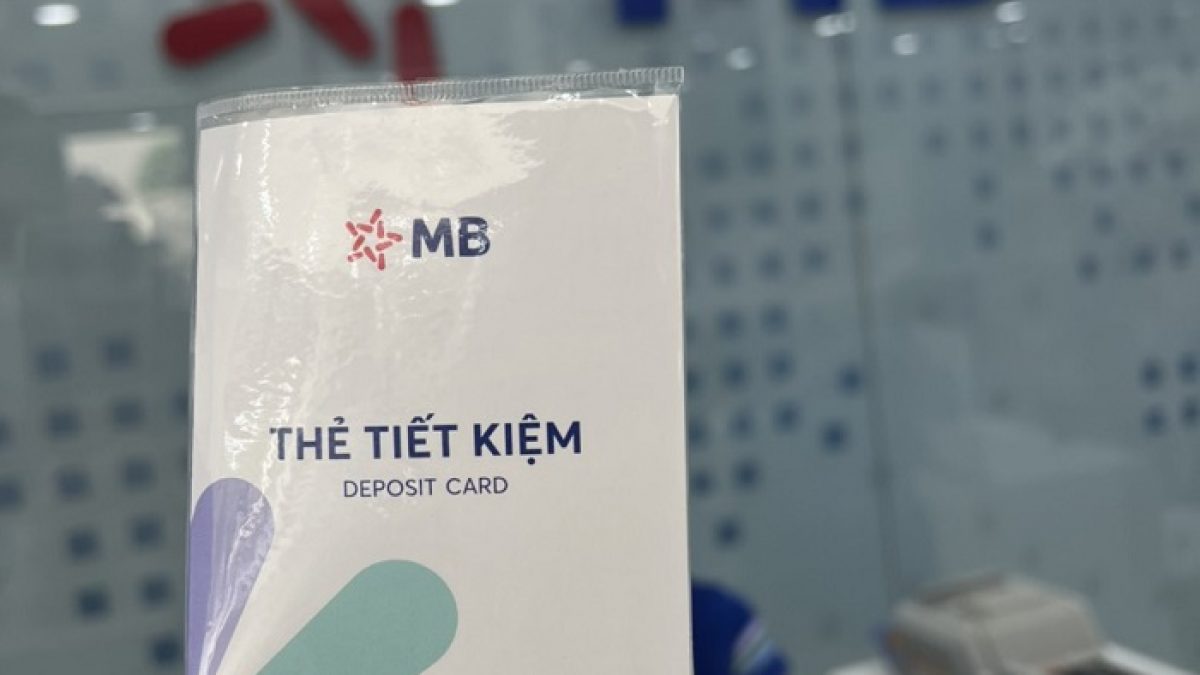 MB
THẺ TIẾT KIỆM
DEPOSIT CARD